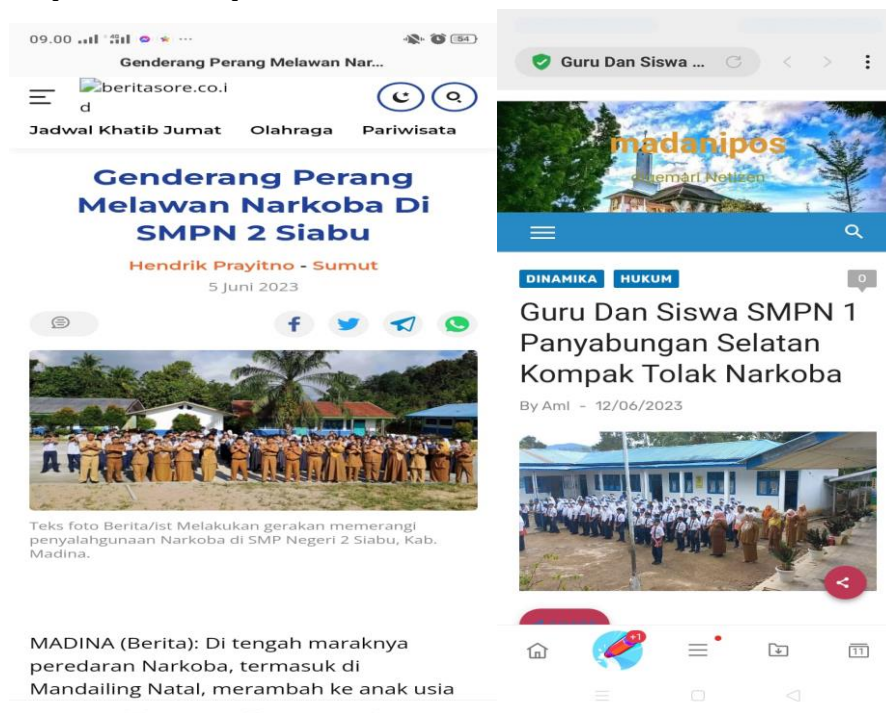 09.00
54
Genderang Perang Melawan Nar...
beritasore.co.i
d
Jadwal Khatib Jumat Olahraga Pariwisata
Genderang Perang
Melawan Narkoba Di
SMPN 2 Siabu
Hendrik Prayitno - Sumut
5 Juni 2023
Teks foto Berita/ist Melakukan gerakan memerangi
penyalahgunaan Narkoba di SMP Negeri 2 Siabu, Kab.
Madina.
MADINA (Berita): Di tengah maraknya
peredaran Narkoba, termasuk di
Mandailing Natal, merambah ke anak usia
Guru Dan Siswa ...
madanipos
digemari Netizen
DINAMIKA HUKUM 0
Guru Dan Siswa SMPN 1
Panyabungan Selatan
Kompak Tolak Narkoba
By Aml - 12/06/2023
+1
11